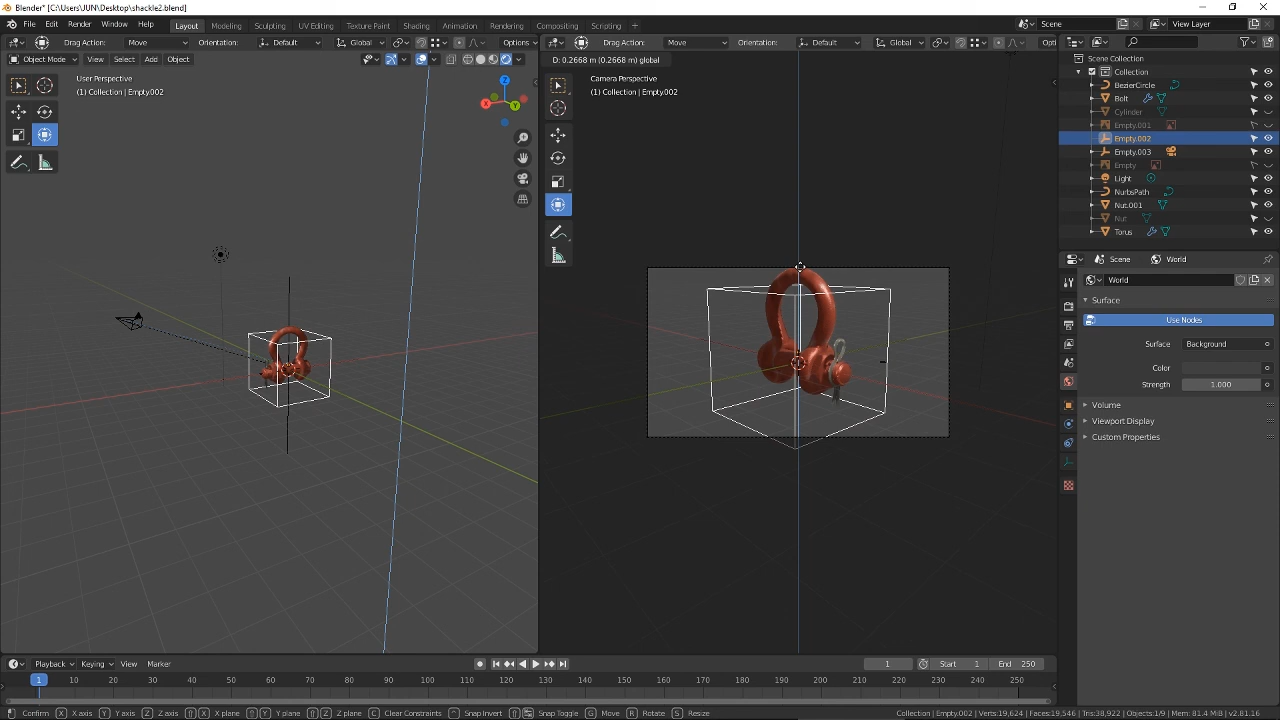 Blender* [C:\Users\JUN\Desktop\shackle2.blend]
File Edit Render Window Help Layout Modeling Sculpting UV Editing Texture Paint Shading Animation Rendering Compositing Scripting + Scene View Layer
Drag Action: Move Orientation: Default Global Options
Drag Action: Move Orientation: Default Global Opti
Object Mode View Select Add Object
D: 0.2668 m (0.2668 m) global
User Perspective
(1) Collection | Empty.002
Camera Perspective
(1) Collection | Empty.002
Z
X
Y
Scene Collection
Collection
BezierCircle
Bolt
Cylinder
Empty.001
Empty.002
Empty.003
Empty
Light
NurbsPath
Nut.001
Nut
Torus
Scene World
World
Surface
Use Nodes
Surface Background
Color
Strength 1.000
Volume
Viewport Display
Custom Properties
Playback Keying View Marker 1 Start 1 End 250
1 10 20 30 40 50 60 70 80 90 100 110 120 130 140 150 160 170 180 190 200 210 220 230 240 250
Confirm X X axis Y Y axis Z Z axis X X plane Y Y plane Z Z plane C Clear Constraints Snap Invert Snap Toggle G Move R Rotate S Resize Collection | Empty.002 | Verts:19,624 | Faces:19,546 | Tris:38,922 | Objects:1/9 | Mem: 81.4 MiB | v2.81.16